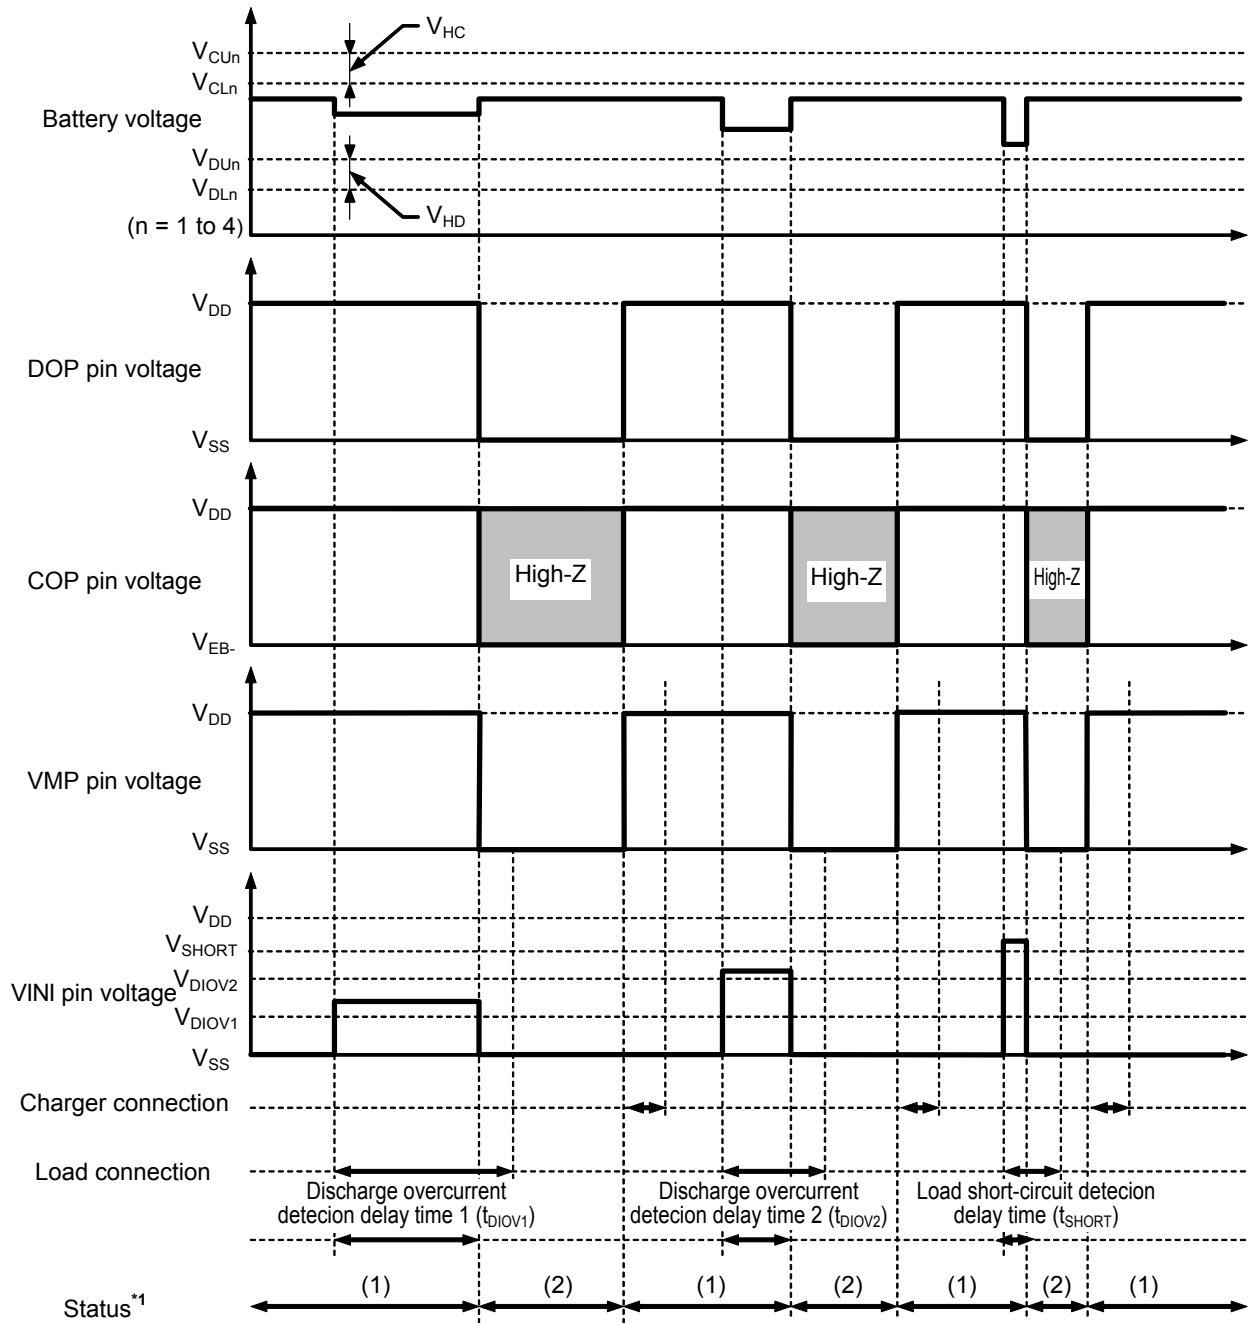 V_HC
V_CUn
V_CLn
Battery voltage
V_DUn
V_DLn
V_HD
(n = 1 to 4)
V_DD
DOP pin voltage
V_SS
V_DD
COP pin voltage
High-Z
High-Z
High-Z
V_EB-
V_DD
VMP pin voltage
V_SS
V_DD
V_SHORT
V_DIOV2
VINI pin voltage
V_DIOV1
V_SS
Charger connection
Load connection
Discharge overcurrent
detecion delay time 1 (t_DIOV1)
Discharge overcurrent
detecion delay time 2 (t_DIOV2)
Load short-circuit detecion
delay time (t_SHORT)
Status*1
(1) (2) (1) (2) (1) (2) (1)